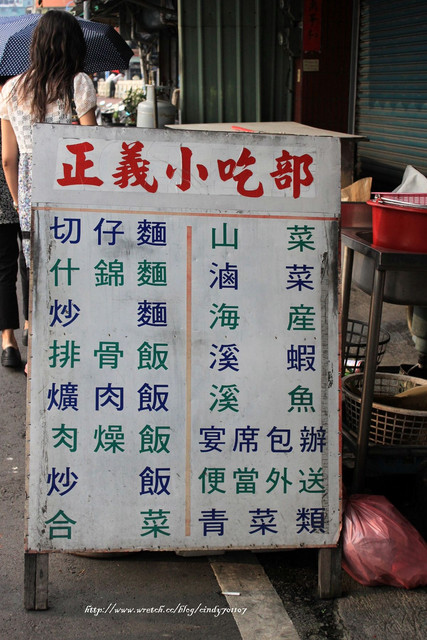 正義小吃部
切仔麵
什錦麵
炒麵
排骨飯
爌肉飯
肉燥飯
炒飯
合菜
山菜
滷菜
海產
溪蝦
溪魚
宴席包辦
便當外送
青菜類
http://www.wretch.cc/blog/cindy701107